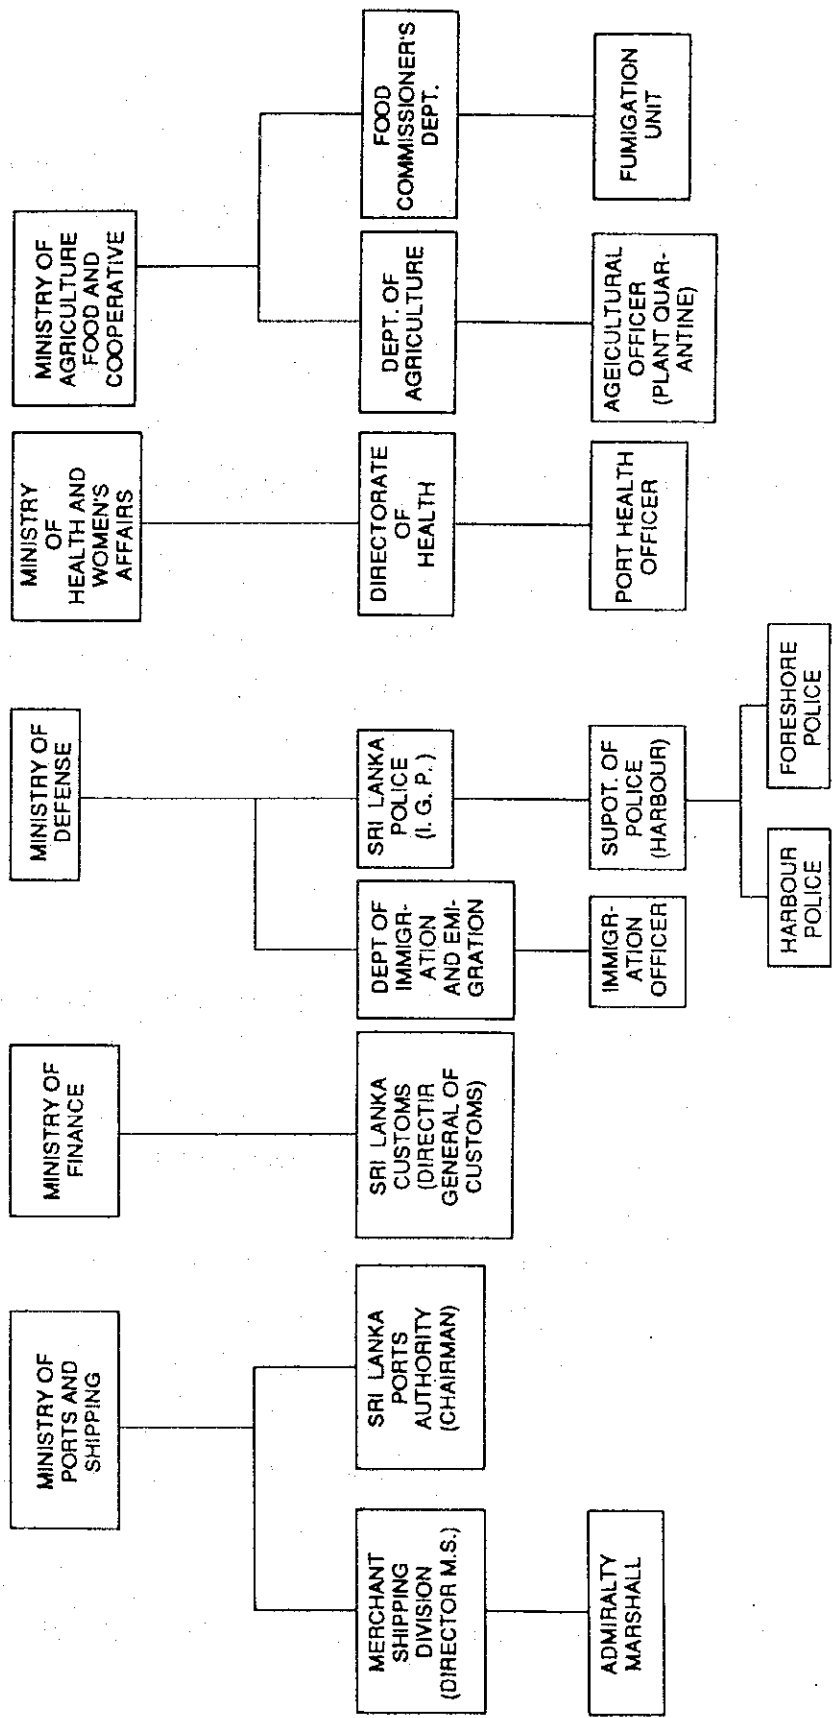 MINISTRY OF
PORTS AND
SHIPPING
MINISTRY OF
FINANCE
MINISTRY OF
DEFENSE
MINISTRY
OF
HEALTH AND
WOMEN'S
AFFAIRS
MINISTRY OF
AGRICULTURE
FOOD AND
COOPERATIVE
MERCHANT
SHIPPING
DIVISION
(DIRECTOR M.S.)
SRI LANKA
PORTS
AUTHORITY
(CHAIRMAN)
SRI LANKA
CUSTOMS
(DIRECTIR
GENERAL OF
CUSTOMS)
DEPT OF
IMMIGR-
ATION
AND EMI-
GRATION
SRI LANKA
POLICE
(I. G. P. )
DIRECTORATE
OF
HEALTH
DEPT. OF
AGRICULTURE
FOOD
COMMISSIONER'S
DEPT.
ADMIRALTY
MARSHALL
IMMIGR-
ATION
OFFICER
SUPOT. OF
POLICE
(HARBOUR)
PORT HEALTH
OFFICER
AGEICULTURAL
OFFICER
(PLANT QUAR-
ANTINE)
FUMIGATION
UNIT
HARBOUR
POLICE
FORESHORE
POLICE